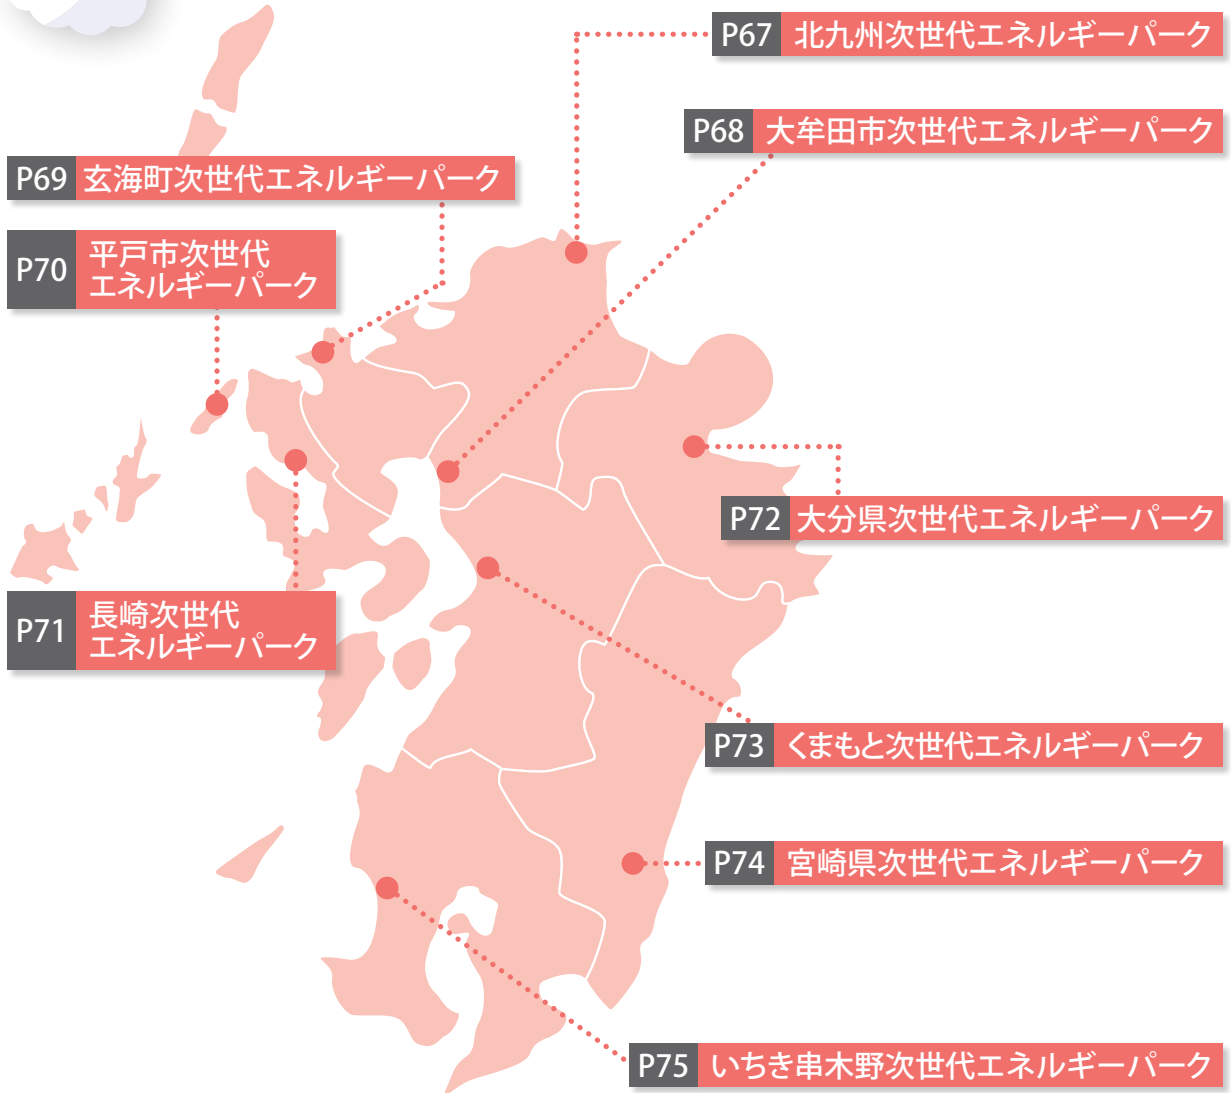 P67 北九州次世代エネルギーパーク
P68 大牟田市次世代エネルギーパーク
P69 玄海町次世代エネルギーパーク
P70 平戸市次世代
エネルギーパーク
P71 長崎次世代
エネルギーパーク
P72 大分県次世代エネルギーパーク
P73 くまもと次世代エネルギーパーク
P74 宮崎県次世代エネルギーパーク
P75 いちき串木野次世代エネルギーパーク